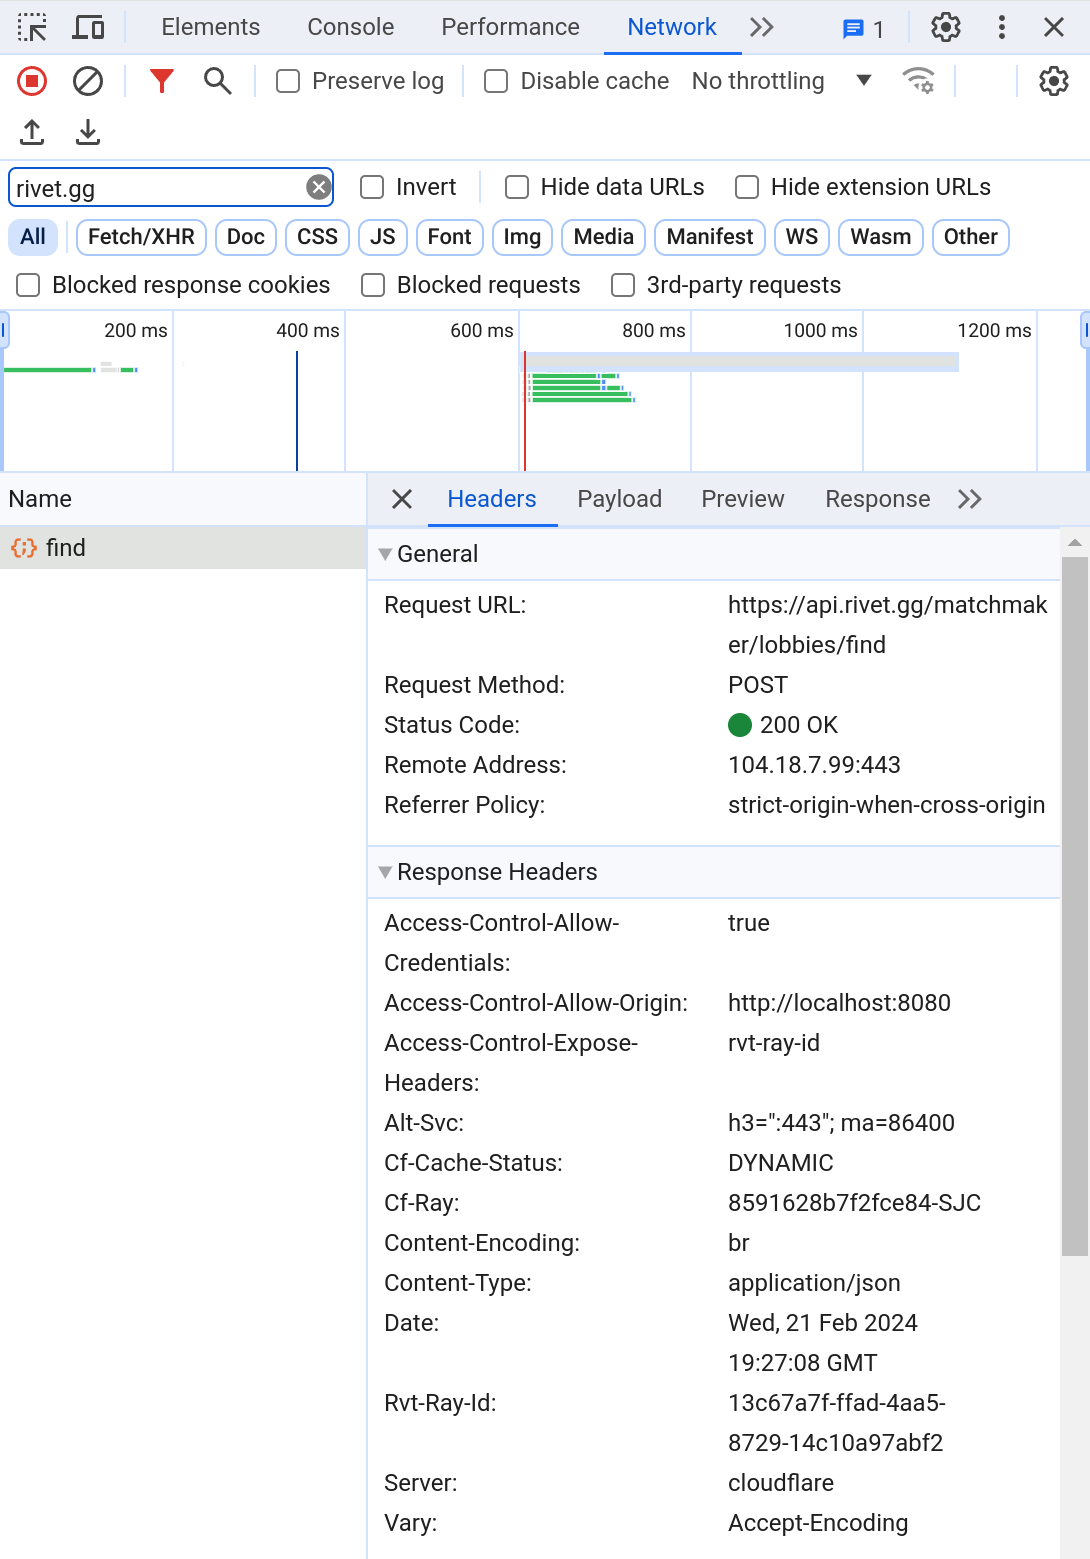 Elements Console Performance Network 1
Preserve log Disable cache No throttling
rivet.gg Invert Hide data URLs Hide extension URLs
All Fetch/XHR Doc CSS JS Font Img Media Manifest WS Wasm Other
Blocked response cookies Blocked requests 3rd-party requests
200 ms 400 ms 600 ms 800 ms 1000 ms 1200 ms
Name Headers Payload Preview Response
find
General
Request URL: https://api.rivet.gg/matchmak
er/lobbies/find
Request Method: POST
Status Code: 200 OK
Remote Address: 104.18.7.99:443
Referrer Policy: strict-origin-when-cross-origin
Response Headers
Access-Control-Allow- true
Credentials:
Access-Control-Allow-Origin: http://localhost:8080
Access-Control-Expose- rvt-ray-id
Headers:
Alt-Svc: h3=":443"; ma=86400
Cf-Cache-Status: DYNAMIC
Cf-Ray: 8591628b7f2fce84-SJC
Content-Encoding: br
Content-Type: application/json
Date: Wed, 21 Feb 2024
19:27:08 GMT
Rvt-Ray-Id: 13c67a7f-ffad-4aa5-
8729-14c10a97abf2
Server: cloudflare
Vary: Accept-Encoding